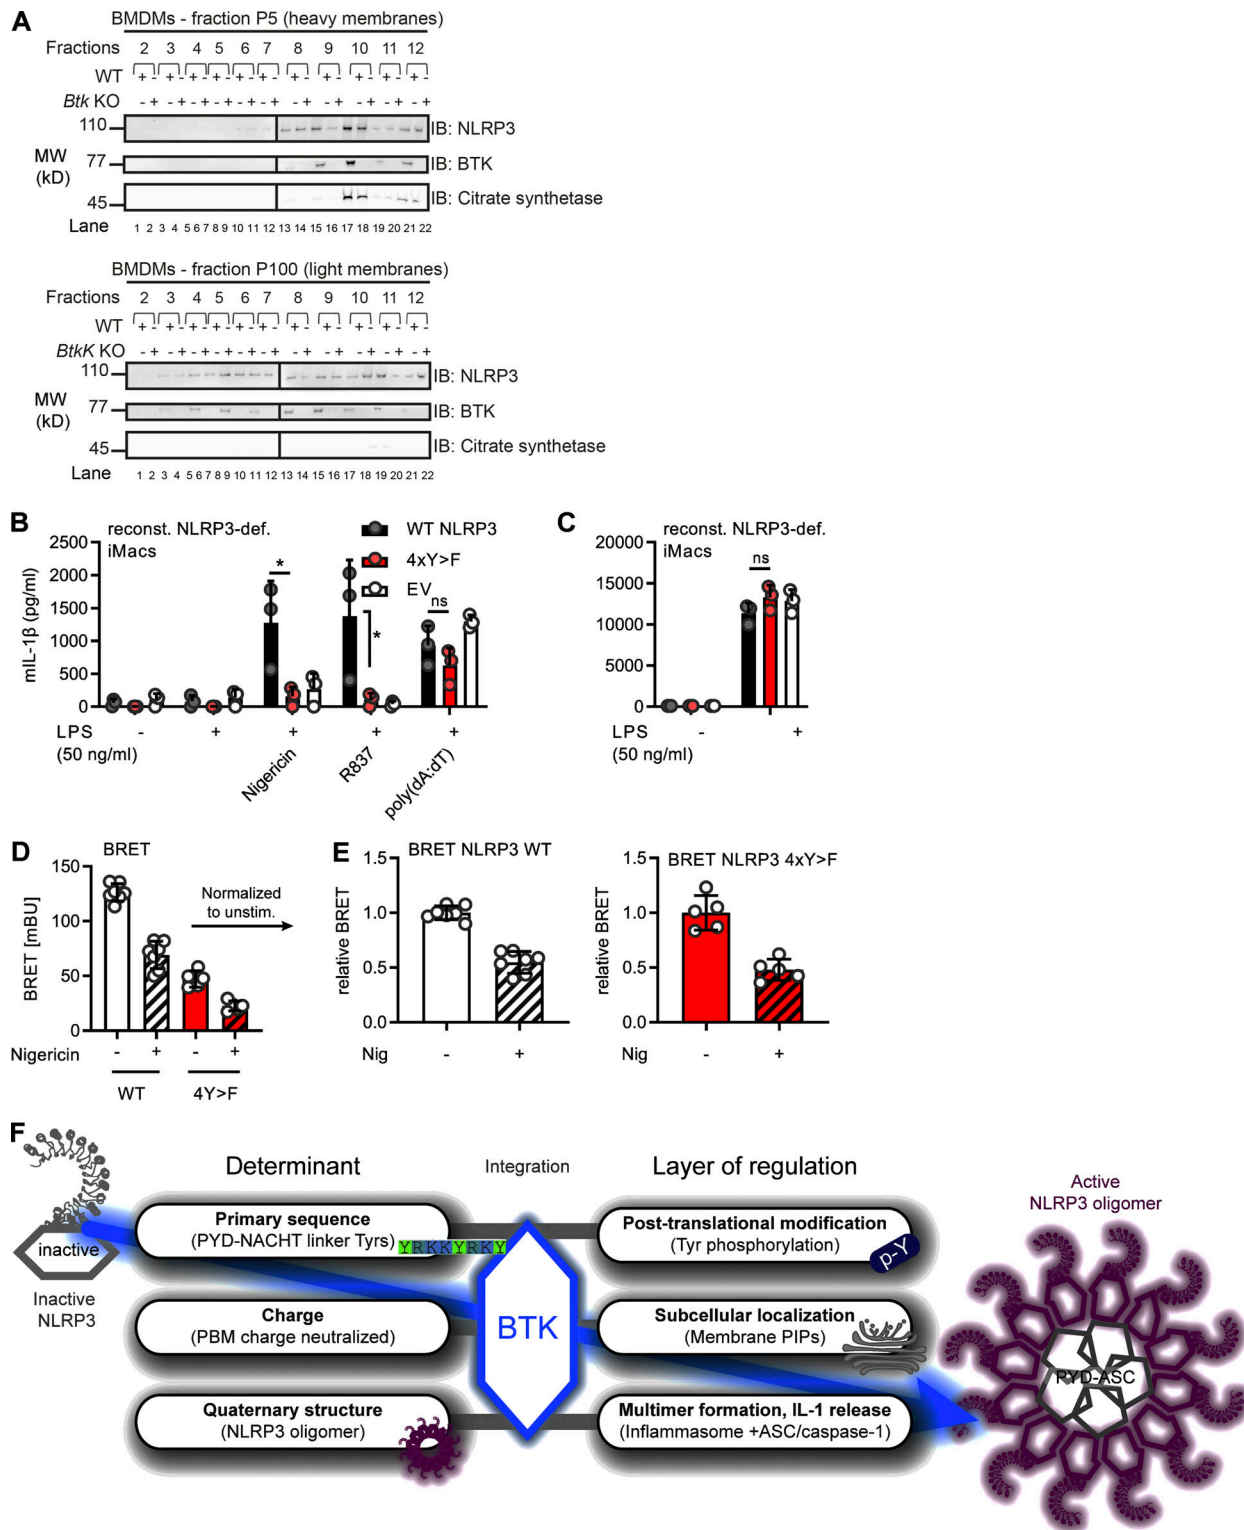 A
BMDMs - fraction P5 (heavy membranes)
Fractions 2 3 4 5 6 7 8 9 10 11 12
WT + - + - + - + - + - + - + - + - + - + - + -
Btk KO - + - + - + - + - + - + - + - + - + - + - +
110 IB: NLRP3
MW (kD) 77 IB: BTK
45 IB: Citrate synthetase
Lane 1 2 3 4 5 6 7 8 9 10 11 12 13 14 15 16 17 18 19 20 21 22
BMDMs - fraction P100 (light membranes)
Fractions 2 3 4 5 6 7 8 9 10 11 12
WT + - + - + - + - + - + - + - + - + - + - + -
BtkK KO - + - + - + - + - + - + - + - + - + - + - +
110 IB: NLRP3
MW (kD) 77 IB: BTK
45 IB: Citrate synthetase
Lane 1 2 3 4 5 6 7 8 9 10 11 12 13 14 15 16 17 18 19 20 21 22
B
reconst. NLRP3-def.
iMacs
WT NLRP3
4xY>F
EV
mIL-1β (pg/ml)
2500
2000
1500
1000
500
0
*
*
ns
LPS - + + + +
(50 ng/ml)
Nigericin
R837
poly(dA:dT)
C
reconst. NLRP3-def.
iMacs
20000
15000
10000
5000
0
ns
LPS - +
(50 ng/ml)
D
BRET
BRET [mBU]
150
100
50
0
Normalized
to unstim.
Nigericin - + - +
WT 4Y>F
E
BRET NLRP3 WT
relative BRET
1.5
1.0
0.5
0.0
Nig - +
BRET NLRP3 4xY>F
relative BRET
1.5
1.0
0.5
0.0
Nig - +
F
Determant
Integration
Layer of regulation
Active
NLRP3 oligomer
inactive
Inactive
NLRP3
Primary sequence
(PYD-NACHT linker Tyrs)
YRKKYRKY
Post-translational modification
(Tyr phosphorylation)
p-Y
Charge
(PBM charge neutralized)
BTK
Subcellular localization
(Membrane PIPs)
PYD-ASC
Quaternary structure
(NLRP3 oligomer)
Multimer formation, IL-1 release
(Inflammasome +ASC/caspase-1)